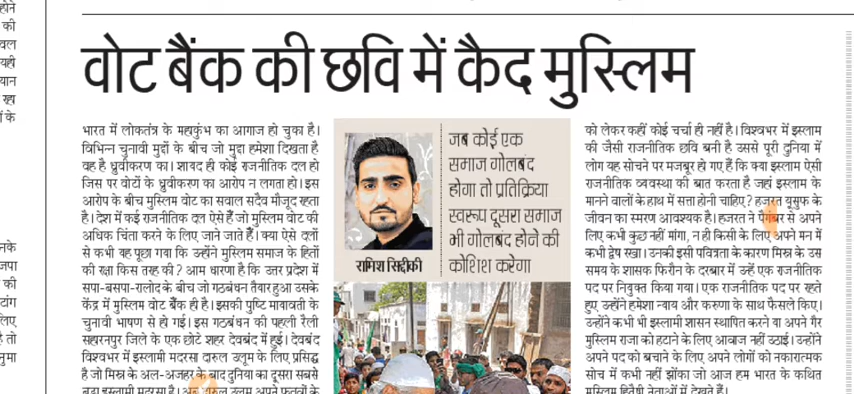 होने
की
वल
यही
यान
रहा
नके
की
टांग
लिए
है तो
नुमा
वोट बैंक की छवि में कैद मुस्लिम
भारत में लोकतंत्र के महाकुंभ का आगाज हो चुका है।
विभिन्न चुनावी मुद्दों के बीच जो मुद्दा हमेशा दिखता है
वह है ध्रुवीकरण का। शायद ही कोई राजनीतिक दल हो
जिस पर वोटों के ध्रुवीकरण का आरोप न लगता हो। इस
आरोप के बीच मुस्लिम वोट का सवाल सदैव मौजूद रहता
है। देश में कई राजनीतिक दल ऐसे हैं जो मुस्लिम वोट की
अधिक चिंता करने के लिए जाने जाते हैं। क्या ऐसे दलों
से कभी वह पूछा गया कि उन्होंने मुस्लिम समाज के हितों
की रक्षा किस तरह की? आम धारणा है कि उत्तर प्रदेश में
सपा-बसपा-रालोद के बीच जो गठबंधन तैयार हुआ उसके
केंद्र में मुस्लिम वोट बैंक ही है। इसकी पुष्टि मायावती के
चुनावी भाषण से हो गई। इस गठबंधन की पहली रैली
सहारनपुर जिले के एक छोटे शहर देवबंद में हुई। देवबंद
विश्वभर में इस्लामी मदरसा दारुल उलूम के लिए प्रसिद्ध
है जो मिस्र के अल-अजहर के बाद दुनिया का दूसरा सबसे
बड़ा इस्लामी मदरसा है। अब दारुल उलूम अपने फतवों के
रामिश सिद्दीकी
जब कोई एक
समाज गोलबंद
होगा तो प्रतिक्रिया
स्वरूप दूसरा समाज
भी गोलबंद होने की
कोशिश करेगा
को लेकर कहीं कोई चर्चा ही नहीं है। विश्वभर में इस्लाम
की जैसी राजनीतिक छवि बनी है उससे पूरी दुनिया में
लोग यह सोचने पर मजबूर हो गए हैं कि क्या इस्लाम ऐसी
राजनीतिक व्यवस्था की बात करता है जहां इस्लाम के
मानने वालों के हाथ में सत्ता होनी चाहिए? हजरत यूसुफ के
जीवन का स्मरण आवश्यक है। हजरत ने पैगंबर से अपने
लिए कभी कुछ नहीं मांगा, न ही किसी के लिए अपने मन में
कभी द्वेष रखा। उनकी इसी पवित्रता के कारण मिस्र के उस
समय के शासक फिरौन के दरबार में उन्हें एक राजनीतिक
पद पर नियुक्त किया गया। एक राजनीतिक पद पर रहते
हुए उन्होंने हमेशा न्याय और करुणा के साथ फैसले किए।
उन्होंने कभी भी इस्लामी शासन स्थापित करने या अपने गैर
मुस्लिम राजा को हटाने के लिए आवाज नहीं उठाई। उन्होंने
अपने पद को बचाने के लिए, अपने लोगों को नकारात्मक
सोच में कभी नहीं झोंका जो आज हम भारत के कथित
मुस्लिम हितैषी नेताओं में देखते हैं।